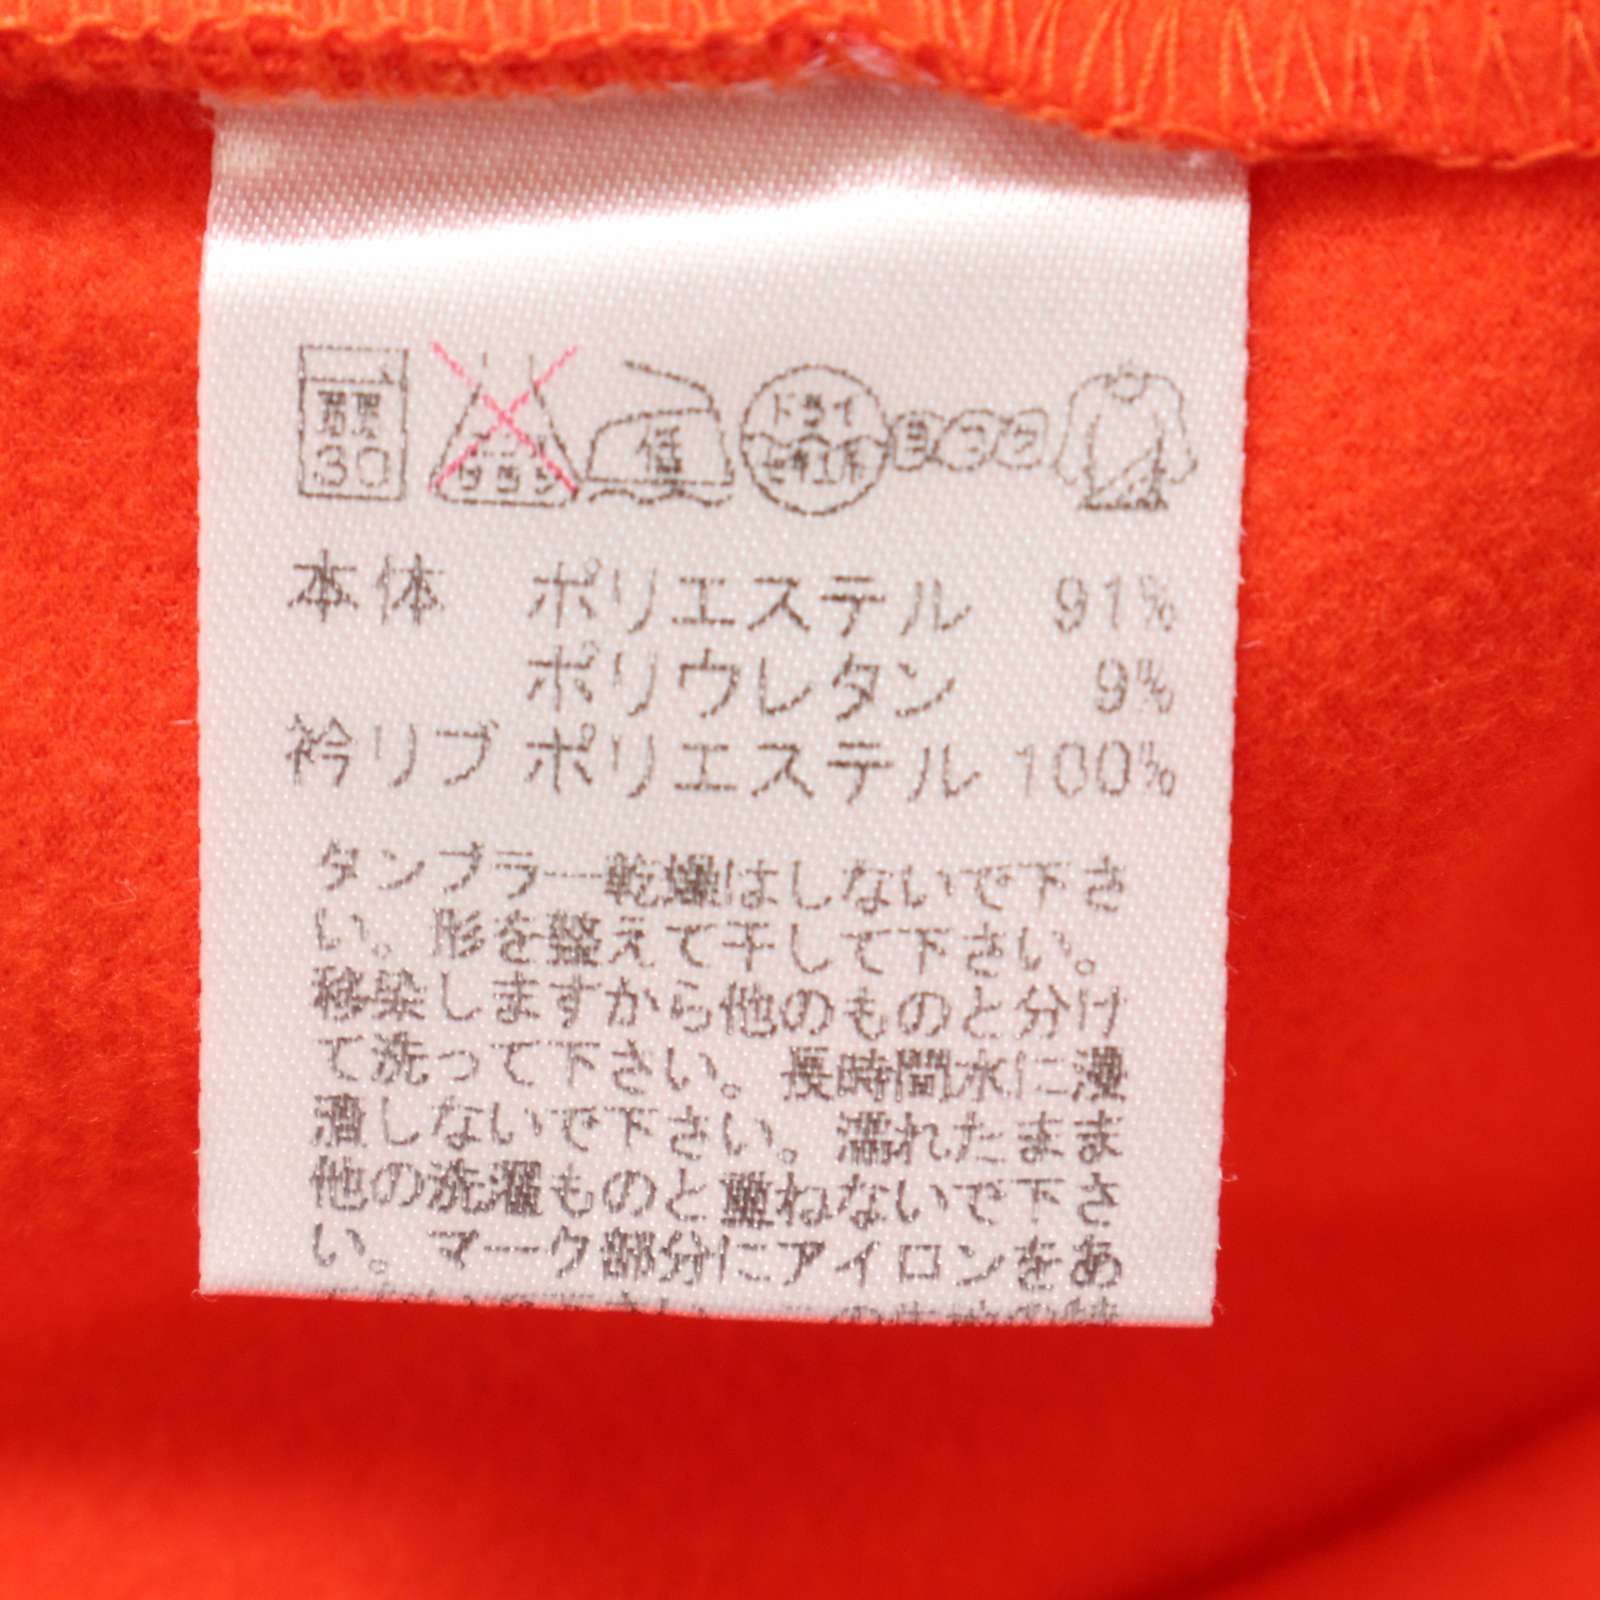 30
低
ドライ
セキユ系
本体 ポリエステル 91%
ポリウレタン 9%
衿リブ ポリエステル 100%
タンブラー乾燥はしないで下さ
い。形を整えて干して下さい。
移染しますから他のものと分け
て洗って下さい。長時間水に浸
漬しないで下さい。濡れたまま
他の洗濯ものと重ねないで下さ
い。マーク部分にアイロンをあ